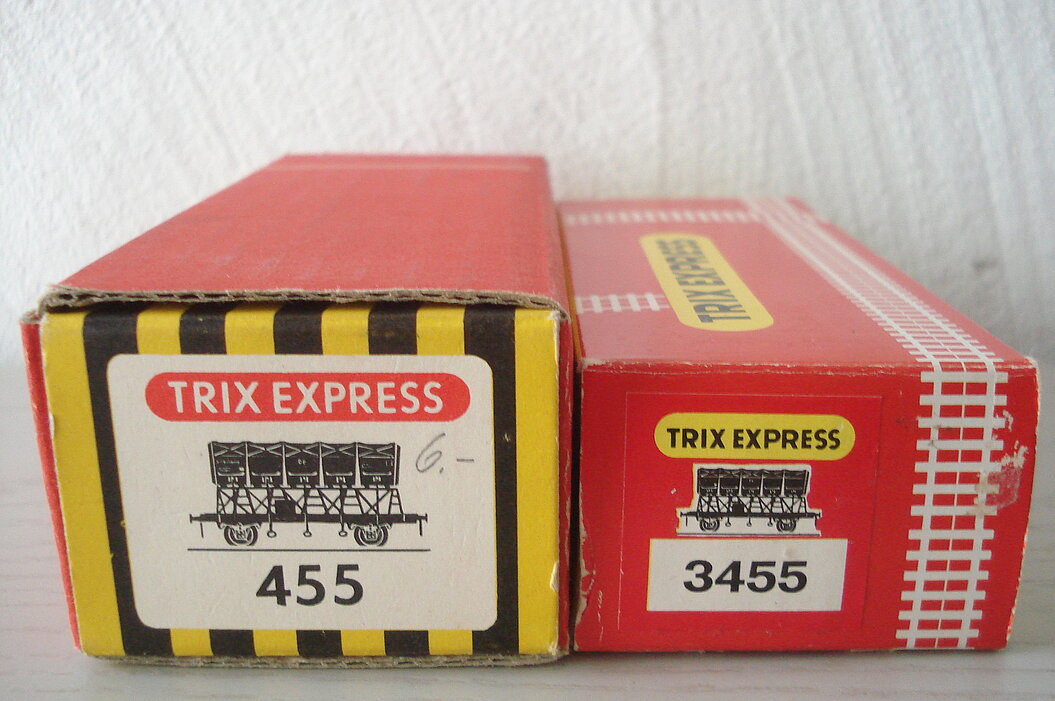 TRIX EXPRESS
6.-
455
TRIX EXPRESS
TRIX EXPRESS
3455